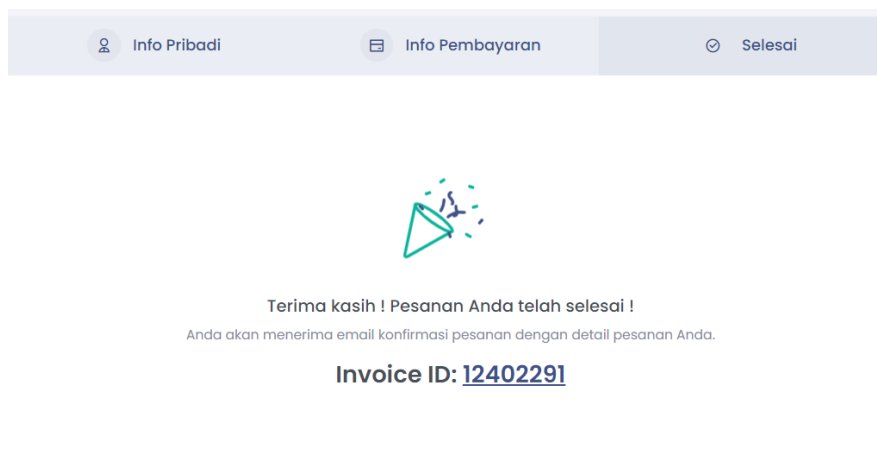 Info Pribadi
Info Pembayaran
Selesai
Terima kasih ! Pesanan Anda telah selesai !
Anda akan menerima email konfirmasi pesanan dengan detail pesanan Anda.
Invoice ID: 12402291